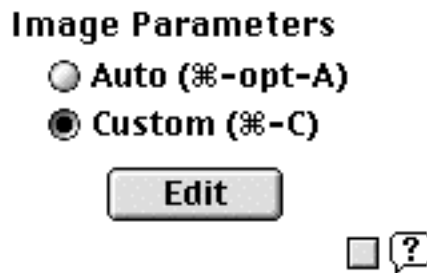 Image Parameters
Auto (⌘-opt-A)
Custom (⌘-C)
Edit
?